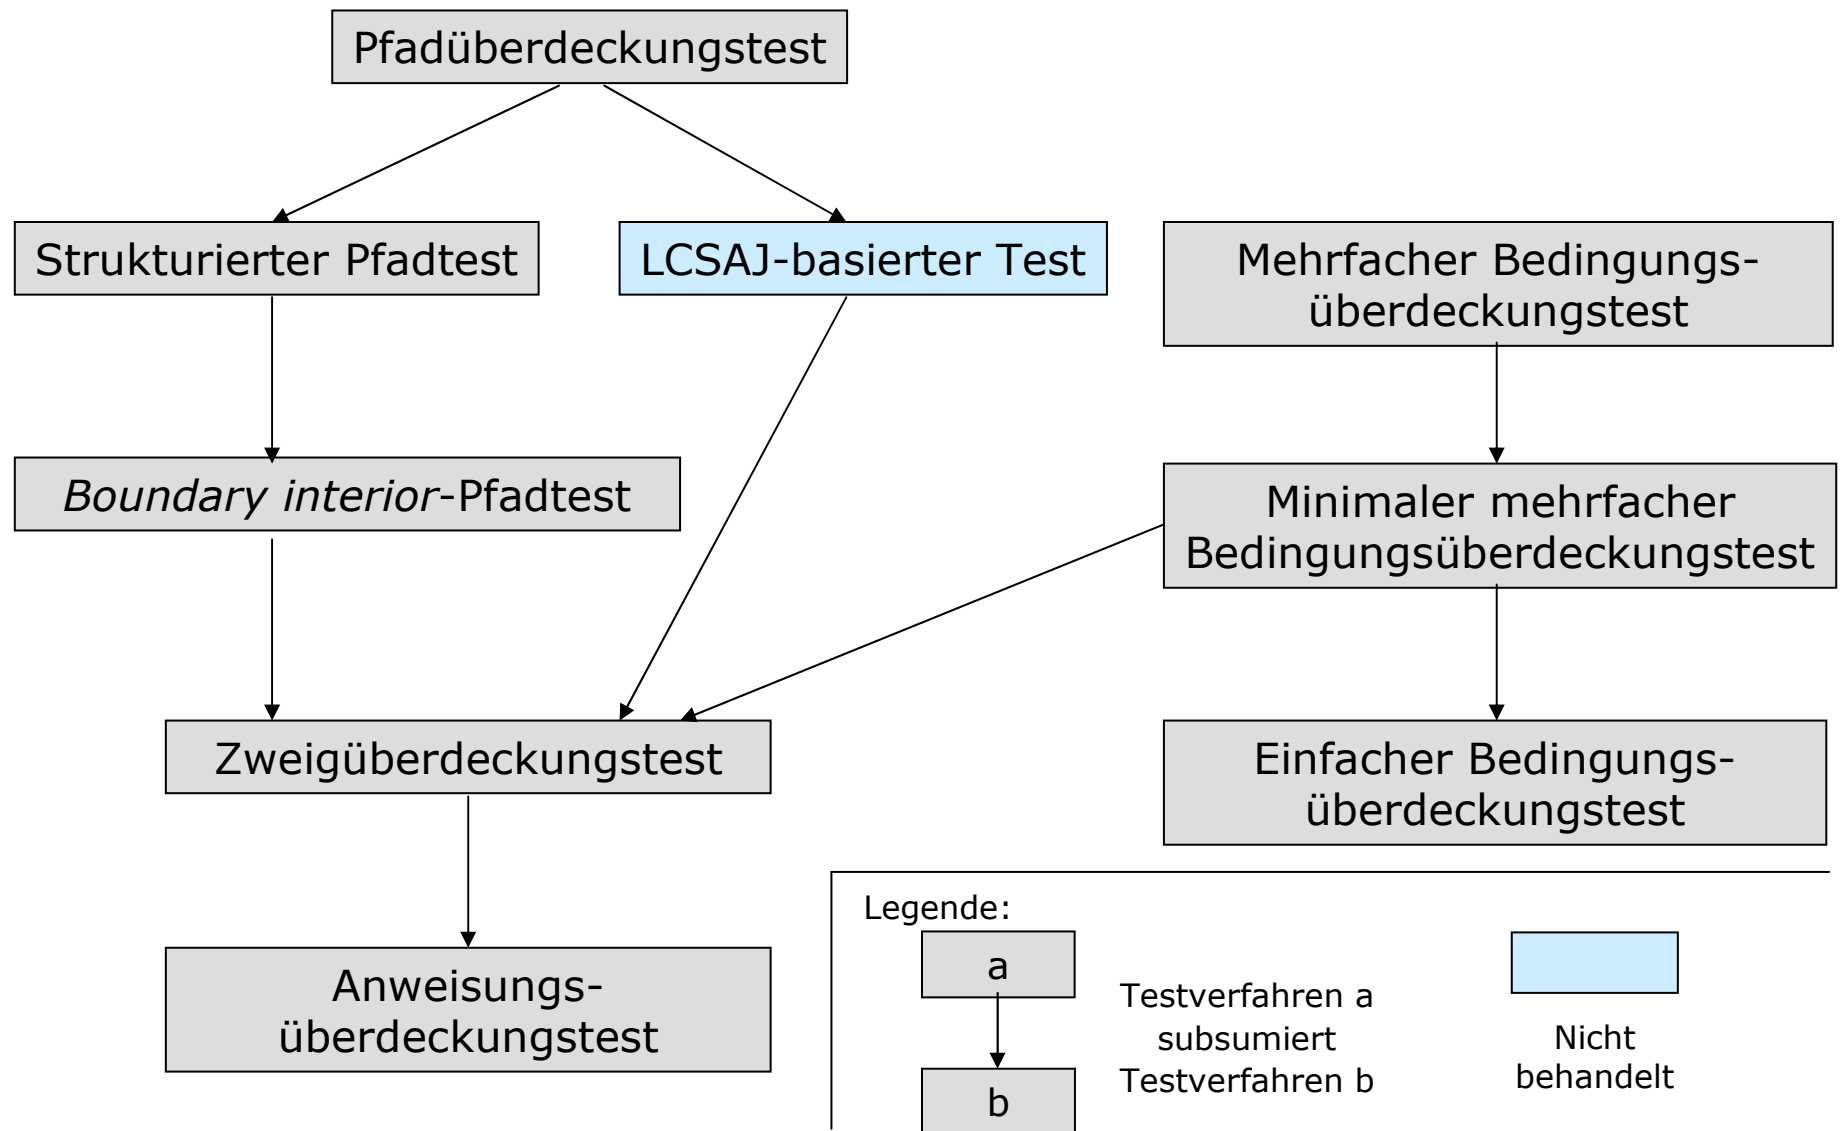 Pfadüberdeckungstest
Strukturierter Pfadtest
LCSAJ-basierter Test
Mehrfacher Bedingungs-
überdeckungstest
Boundary interior-Pfadtest
Minimaler mehrfacher
Bedingungsüberdeckungstest
Zweigüberdeckungstest
Einfacher Bedingungs-
überdeckungstest
Anweisungs-
überdeckungstest
Legende:
a
Testverfahren a
subsumiert
Testverfahren b
b
Nicht
behandelt